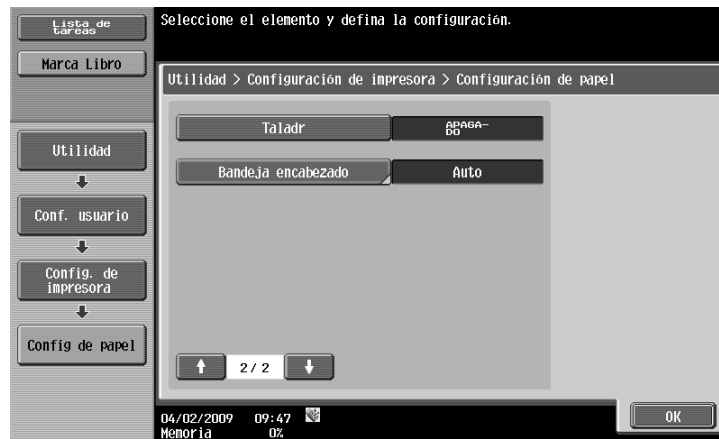 Lista de
tareas
Seleccione el elemento y defina la configuración.
Marca Libro
Utilidad > Configuración de impresora > Configuración de papel
Taladr
APAGA-
DO
Utilidad
Bandeja encabezado
Auto
Conf. usuario
Config. de
impresora
Config de papel
2/2
04/02/2009 09:47
Memoria 0%
OK